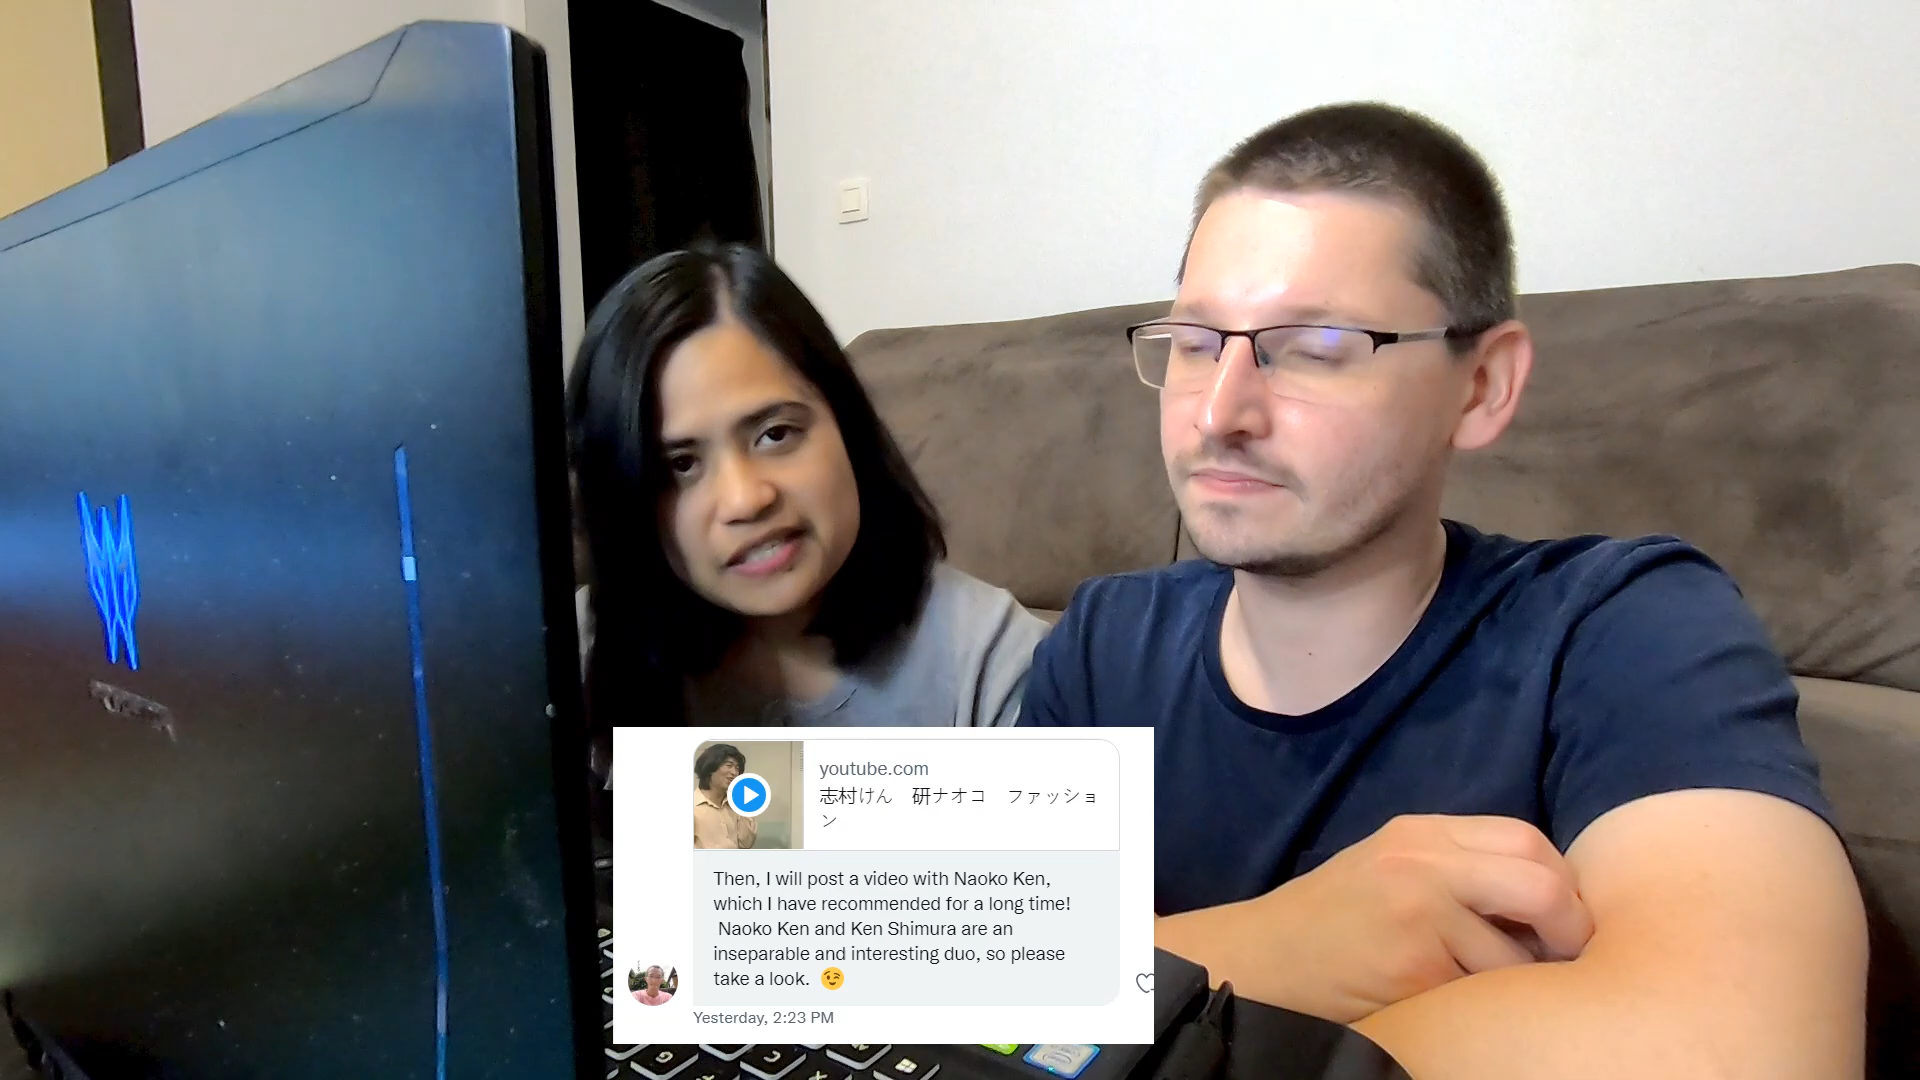 youtube.com
志村けん　研ナオコ　ファッショ
ン
Then, I will post a video with Naoko Ken,
which I have recommended for a long time!
Naoko Ken and Ken Shimura are an
inseparable and interesting duo, so please
take a look. 😉
Yesterday, 2:23 PM